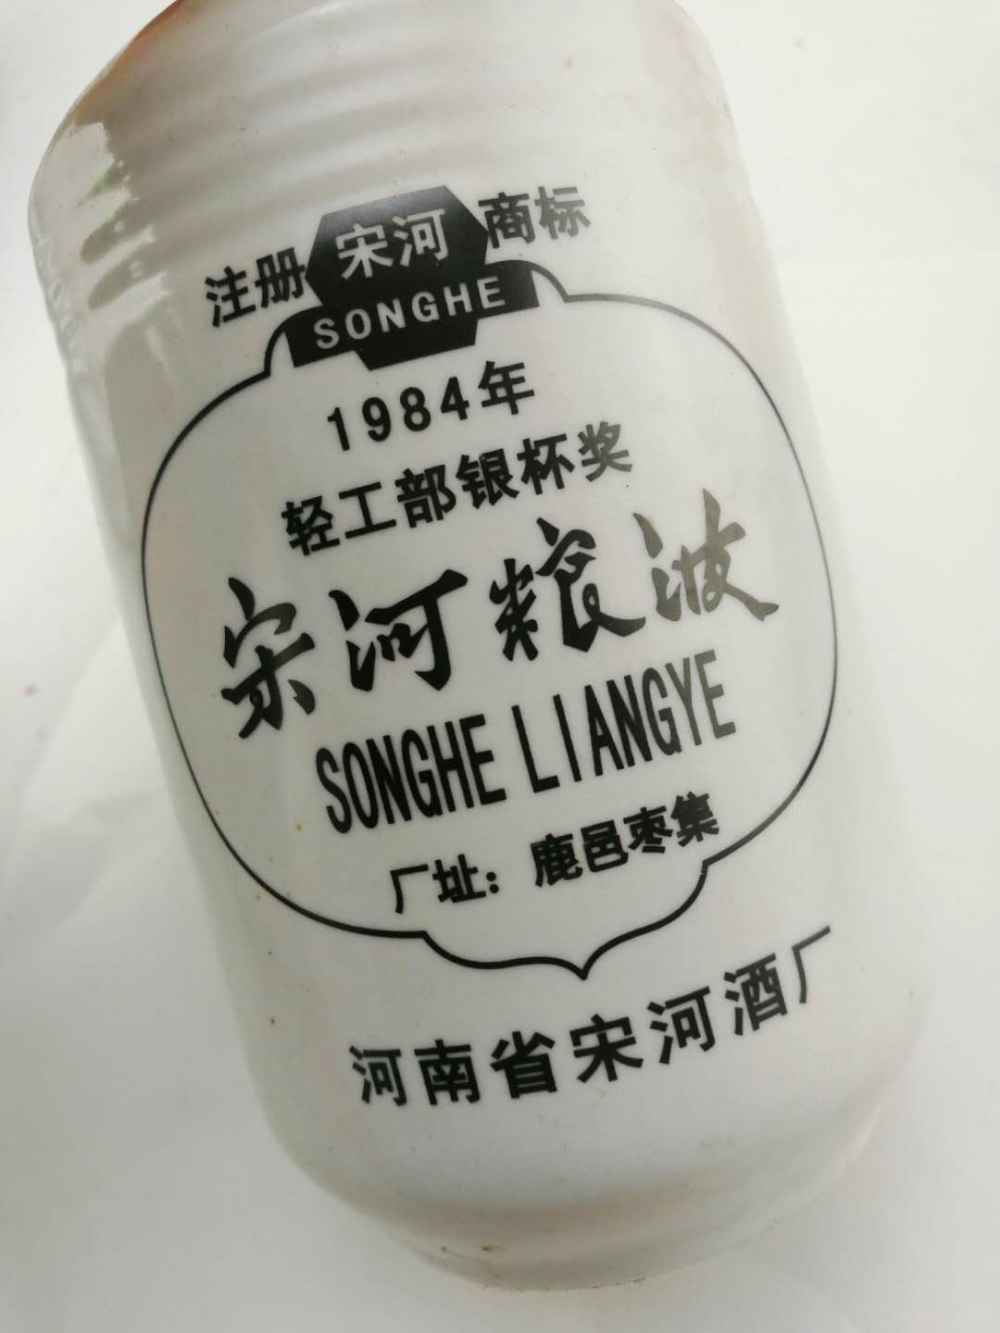 注册 宋河 商标
SONGHE
1984年
轻工部银杯奖
宋河粮液
SONGHE LIANGYE
厂址：鹿邑枣集
河南省宋河酒厂